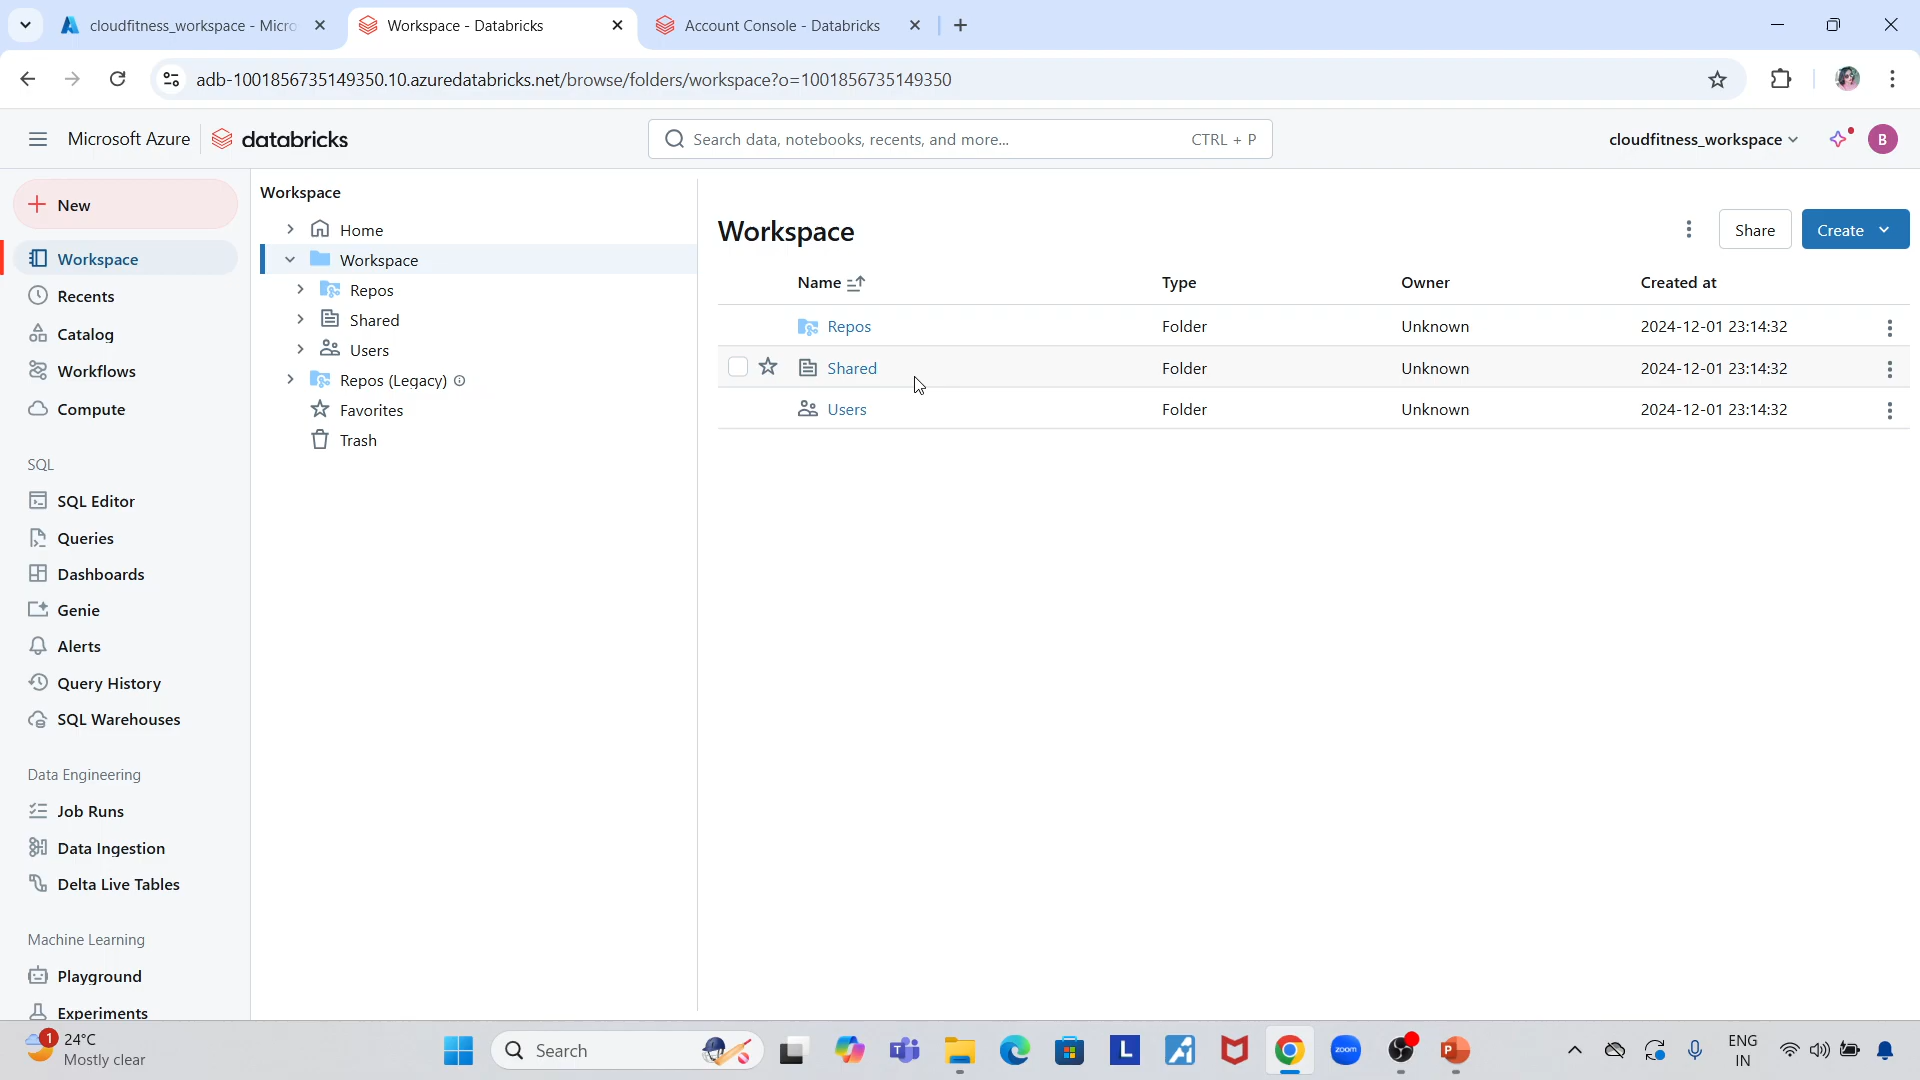 cloudfitness_workspace - Micro
Workspace - Databricks
Account Console - Databricks
adb-1001856735149350.10.azuredatabricks.net/browse/folders/workspace?o=1001856735149350
Microsoft Azure
databricks
Search data, notebooks, recents, and more...
CTRL + P
cloudfitness_workspace
B
New
Workspace
Recents
Catalog
Workflows
Compute
SQL
SQL Editor
Queries
Dashboards
Genie
Alerts
Query History
SQL Warehouses
Data Engineering
Job Runs
Data Ingestion
Delta Live Tables
Machine Learning
Playground
Experiments
Workspace
Home
Workspace
Repos
Shared
Users
Repos (Legacy)
Favorites
Trash
Workspace
Share
Create
Name Type Owner Created at
Repos Folder Unknown 2024-12-01 23:14:32
Shared Folder Unknown 2024-12-01 23:14:32
Users Folder Unknown 2024-12-01 23:14:32
1
24°C
Mostly clear
Search
L
zoom
P
ENG
IN